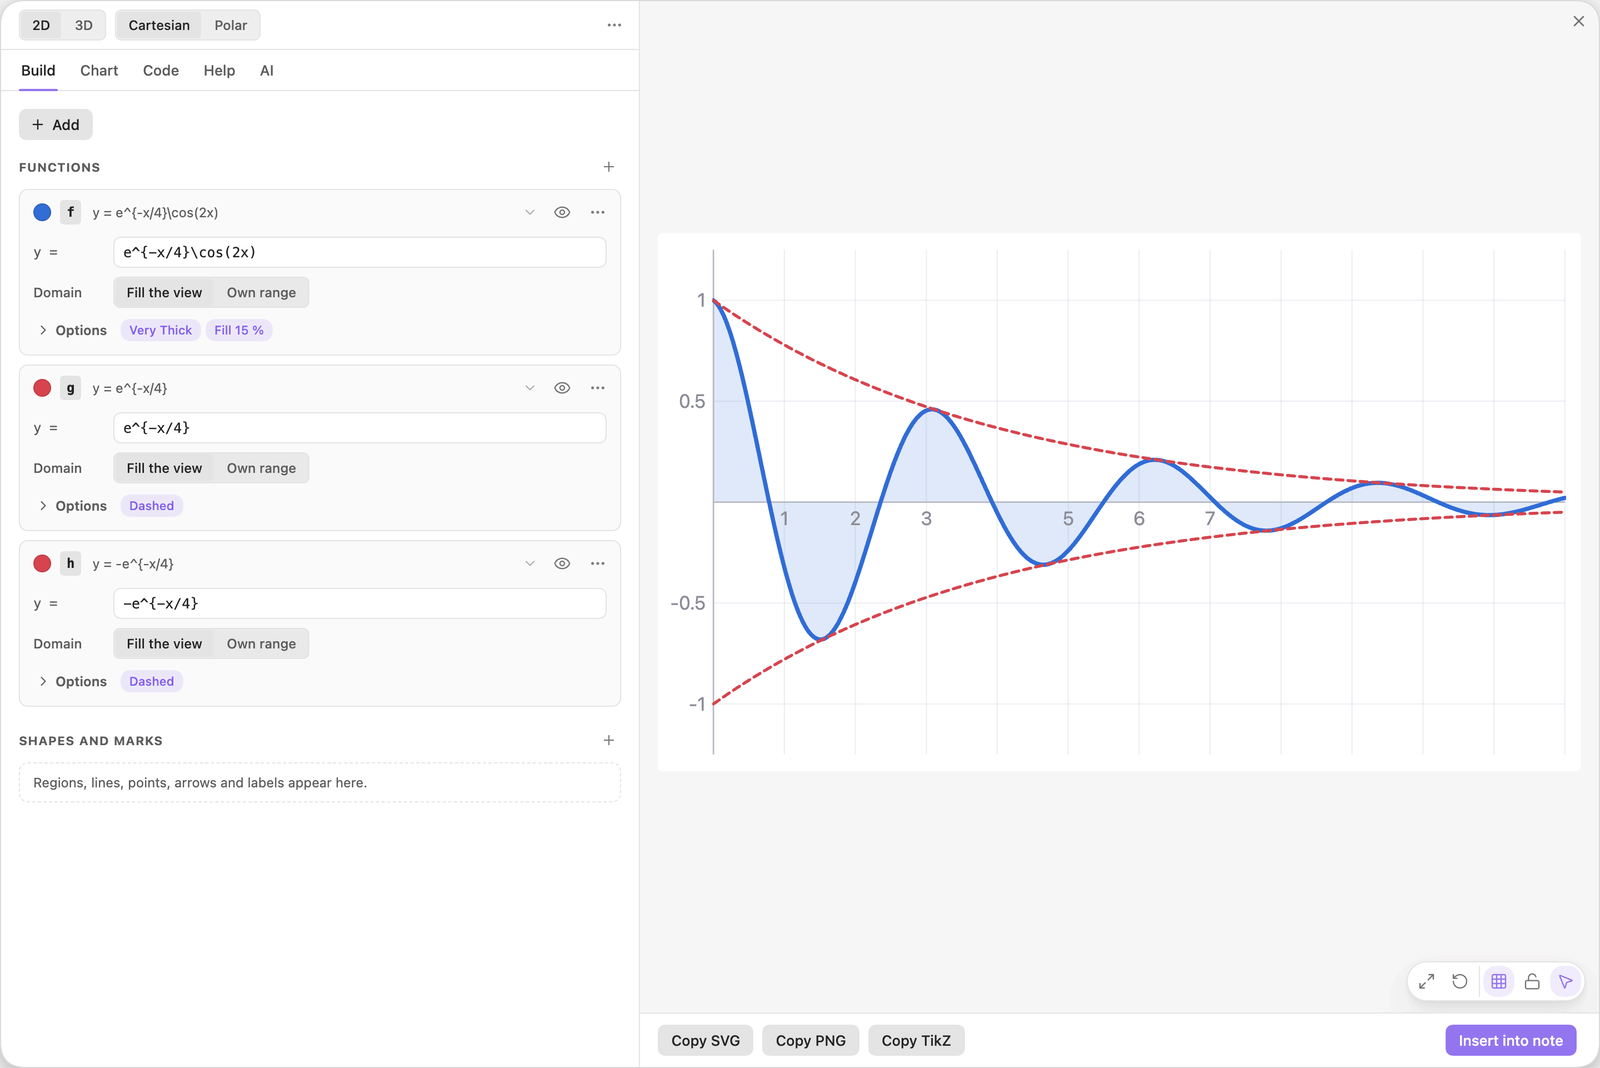 2D 3D Cartesian Polar
Build Chart Code Help AI
+ Add
FUNCTIONS
f y = e^{-x/4}\cos(2x)
y = e^{-x/4}\cos(2x)
Domain Fill the view Own range
Options Very Thick Fill 15 %
g y = e^{-x/4}
y = e^{-x/4}
Domain Fill the view Own range
Options Dashed
h y = -e^{-x/4}
y = -e^{-x/4}
Domain Fill the view Own range
Options Dashed
SHAPES AND MARKS
Regions, lines, points, arrows and labels appear here.
1
0.5
1 2 3 5 6 7
-0.5
-1
Copy SVG Copy PNG Copy TikZ Insert into note